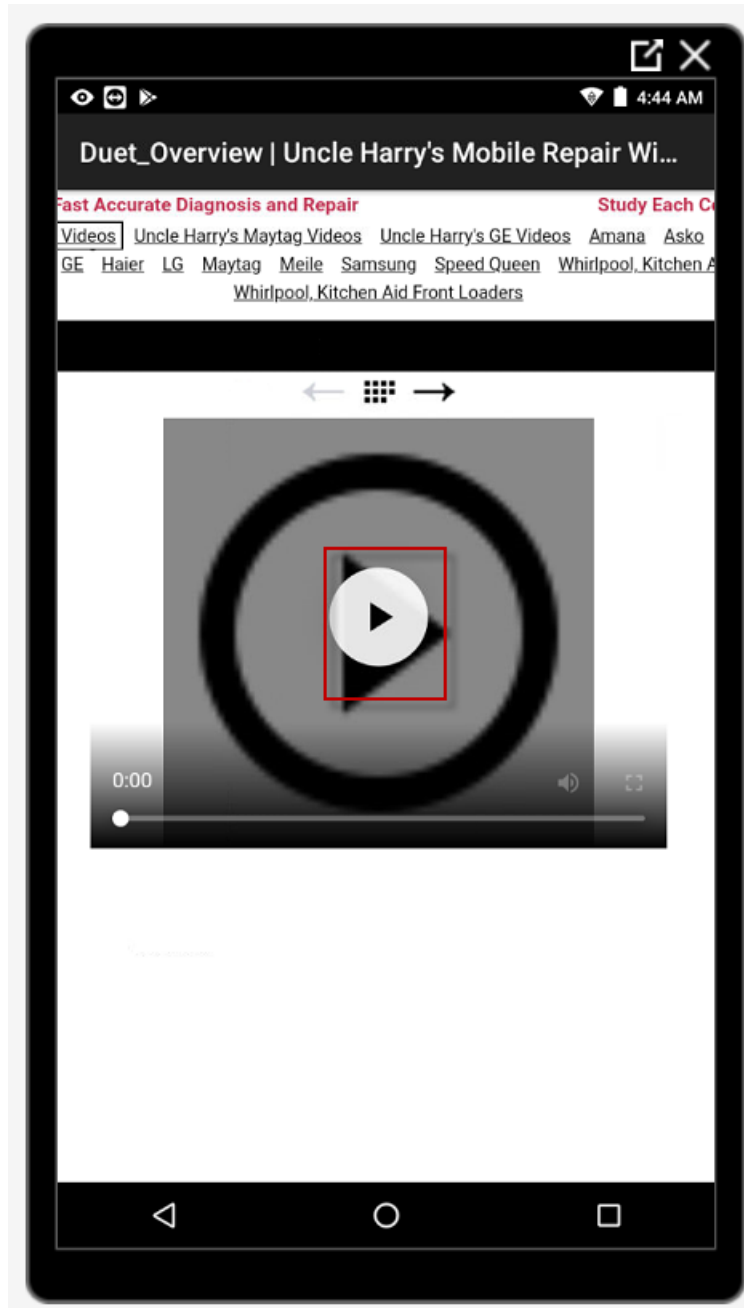 4:44 AM
Duet_Overview | Uncle Harry's Mobile Repair Wi...
Fast Accurate Diagnosis and Repair Study Each
Videos Uncle Harry's Maytag Videos Uncle Harry's GE Videos Amana Asko
GE Haier LG Maytag Meile Samsung Speed Queen Whirlpool, Kitchen A
Whirlpool, Kitchen Aid Front Loaders
0:00